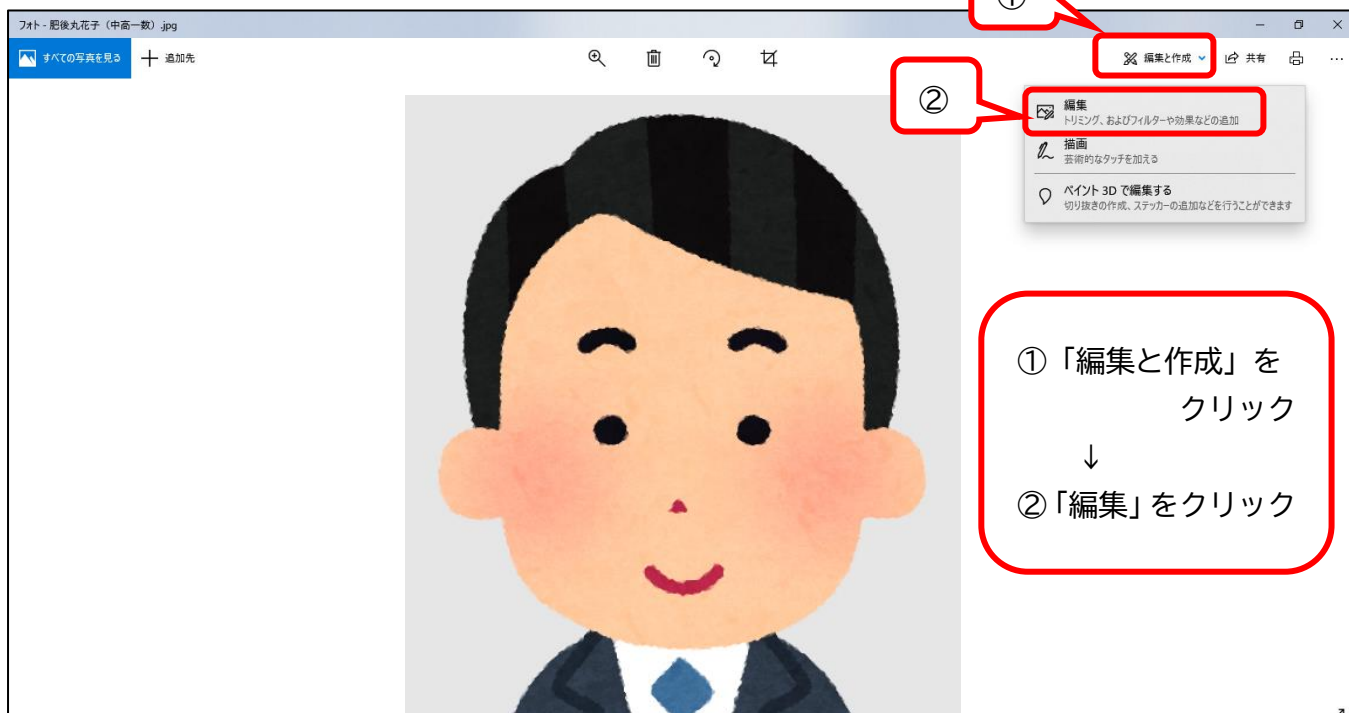 ①
フォト - 肥後丸花子（中高一数）.jpg
すべての写真を見る 追加先 編集と作成 共有
②
編集
トリミング、およびフィルターや効果などの追加
描画
芸術的なタッチを加える
ペイント 3D で編集する
切り抜きの作成、ステッカーの追加などを行うことができます
①「編集と作成」を
クリック
↓
②「編集」をクリック